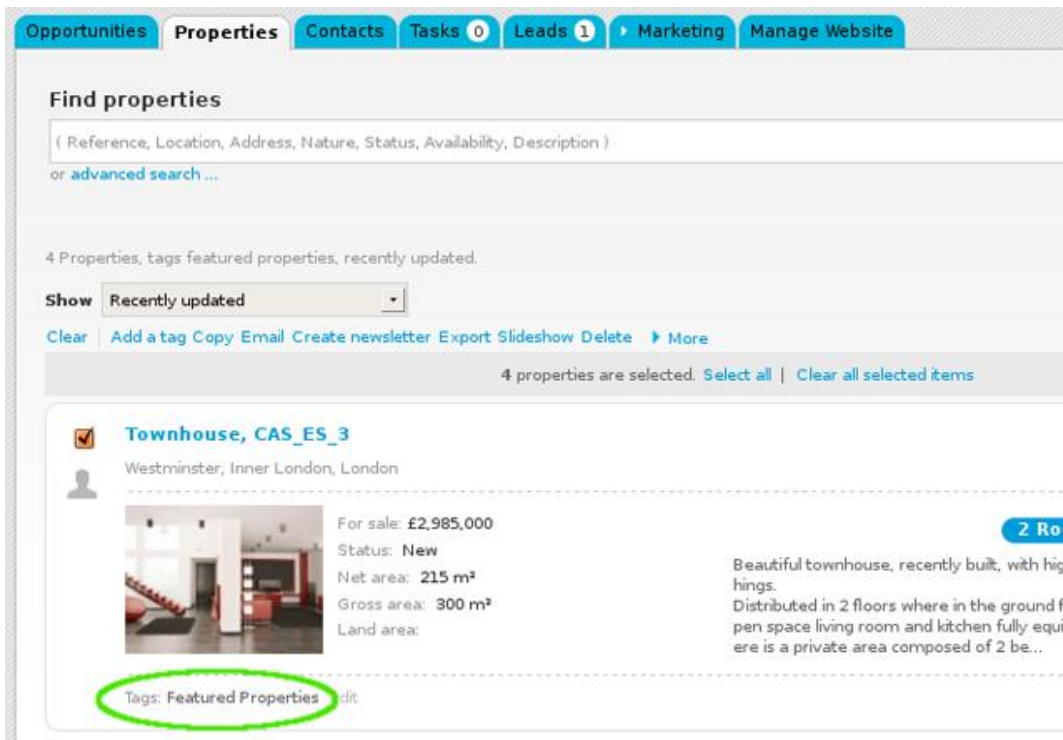 Opportunities Properties Contacts Tasks 0 Leads 1 Marketing Manage Website
Find properties
( Reference, Location, Address, Nature, Status, Availability, Description )
or advanced search ...
4 Properties, tags featured properties, recently updated.
Show Recently updated
Clear | Add a tag Copy Email Create newsletter Export Slideshow Delete More
4 properties are selected. Select all | Clear all selected items
Townhouse, CAS_ES_3
Westminster, Inner London, London
For sale: £2,985,000
2 Ro
Status: New
Net area: 215 m²
Gross area: 300 m²
Land area:
Beautiful townhouse, recently built, with hig
hings.
Distributed in 2 floors where in the ground f
pen space living room and kitchen fully equi
ere is a private area composed of 2 be...
Tags: Featured Properties dit